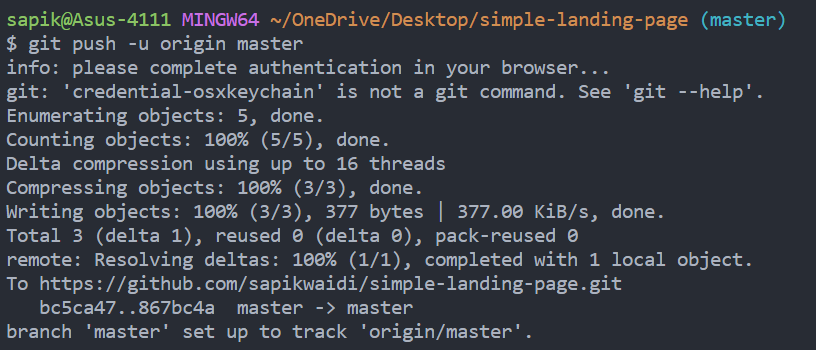 sapik@Asus-4111 MINGW64 ~/OneDrive/Desktop/simple-landing-page (master)
$ git push -u origin master
info: please complete authentication in your browser...
git: 'credential-osxkeychain' is not a git command. See 'git --help'.
Enumerating objects: 5, done.
Counting objects: 100% (5/5), done.
Delta compression using up to 16 threads
Compressing objects: 100% (3/3), done.
Writing objects: 100% (3/3), 377 bytes | 377.00 KiB/s, done.
Total 3 (delta 1), reused 0 (delta 0), pack-reused 0
remote: Resolving deltas: 100% (1/1), completed with 1 local object.
To https://github.com/sapikwaidi/simple-landing-page.git
   bc5ca47..867bc4a  master -> master
branch 'master' set up to track 'origin/master'.